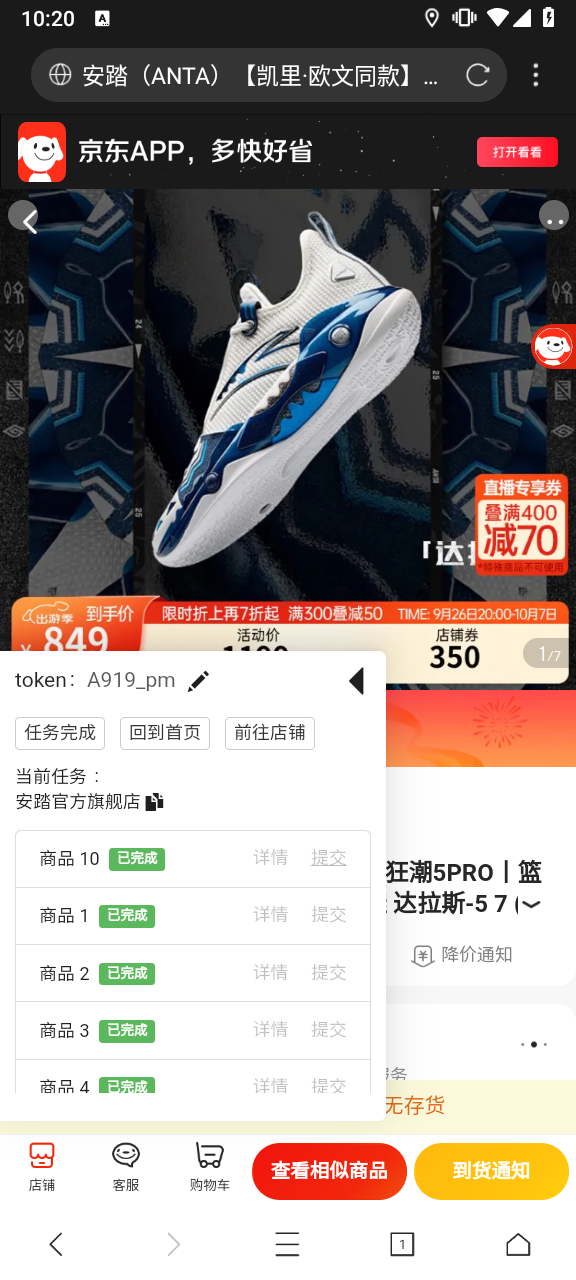 10:20
安踏（ANTA）【凯里·欧文同款】...
京东APP，多快好省
打开看看
直播专享券
叠满400
减70
*特殊商品不可使用
「达
出游季 到手价 限时折上再7折起 满300叠减50 TIME: 9月26日20:00-10月7日
¥849 活动价 店铺券
350
1/7
token： A919_pm
任务完成 回到首页 前往店铺
当前任务：
安踏官方旗舰店
商品 10 已完成 详情 提交
商品 1 已完成 详情 提交
商品 2 已完成 详情 提交
商品 3 已完成 详情 提交
商品 4 已完成 详情 提交
狂潮5PRO丨篮
达拉斯-5 7 (
降价通知
服务
无存货
店铺 客服 购物车 查看相似商品 到货通知
1